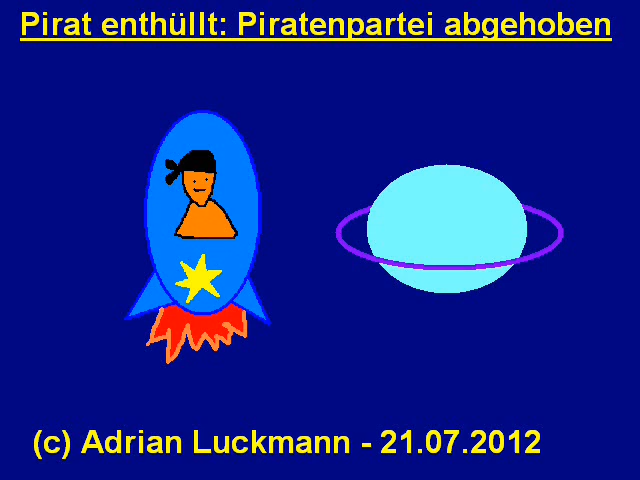 Pirat enthüllt: Piratenpartei abgehoben
(c) Adrian Luckmann - 21.07.2012